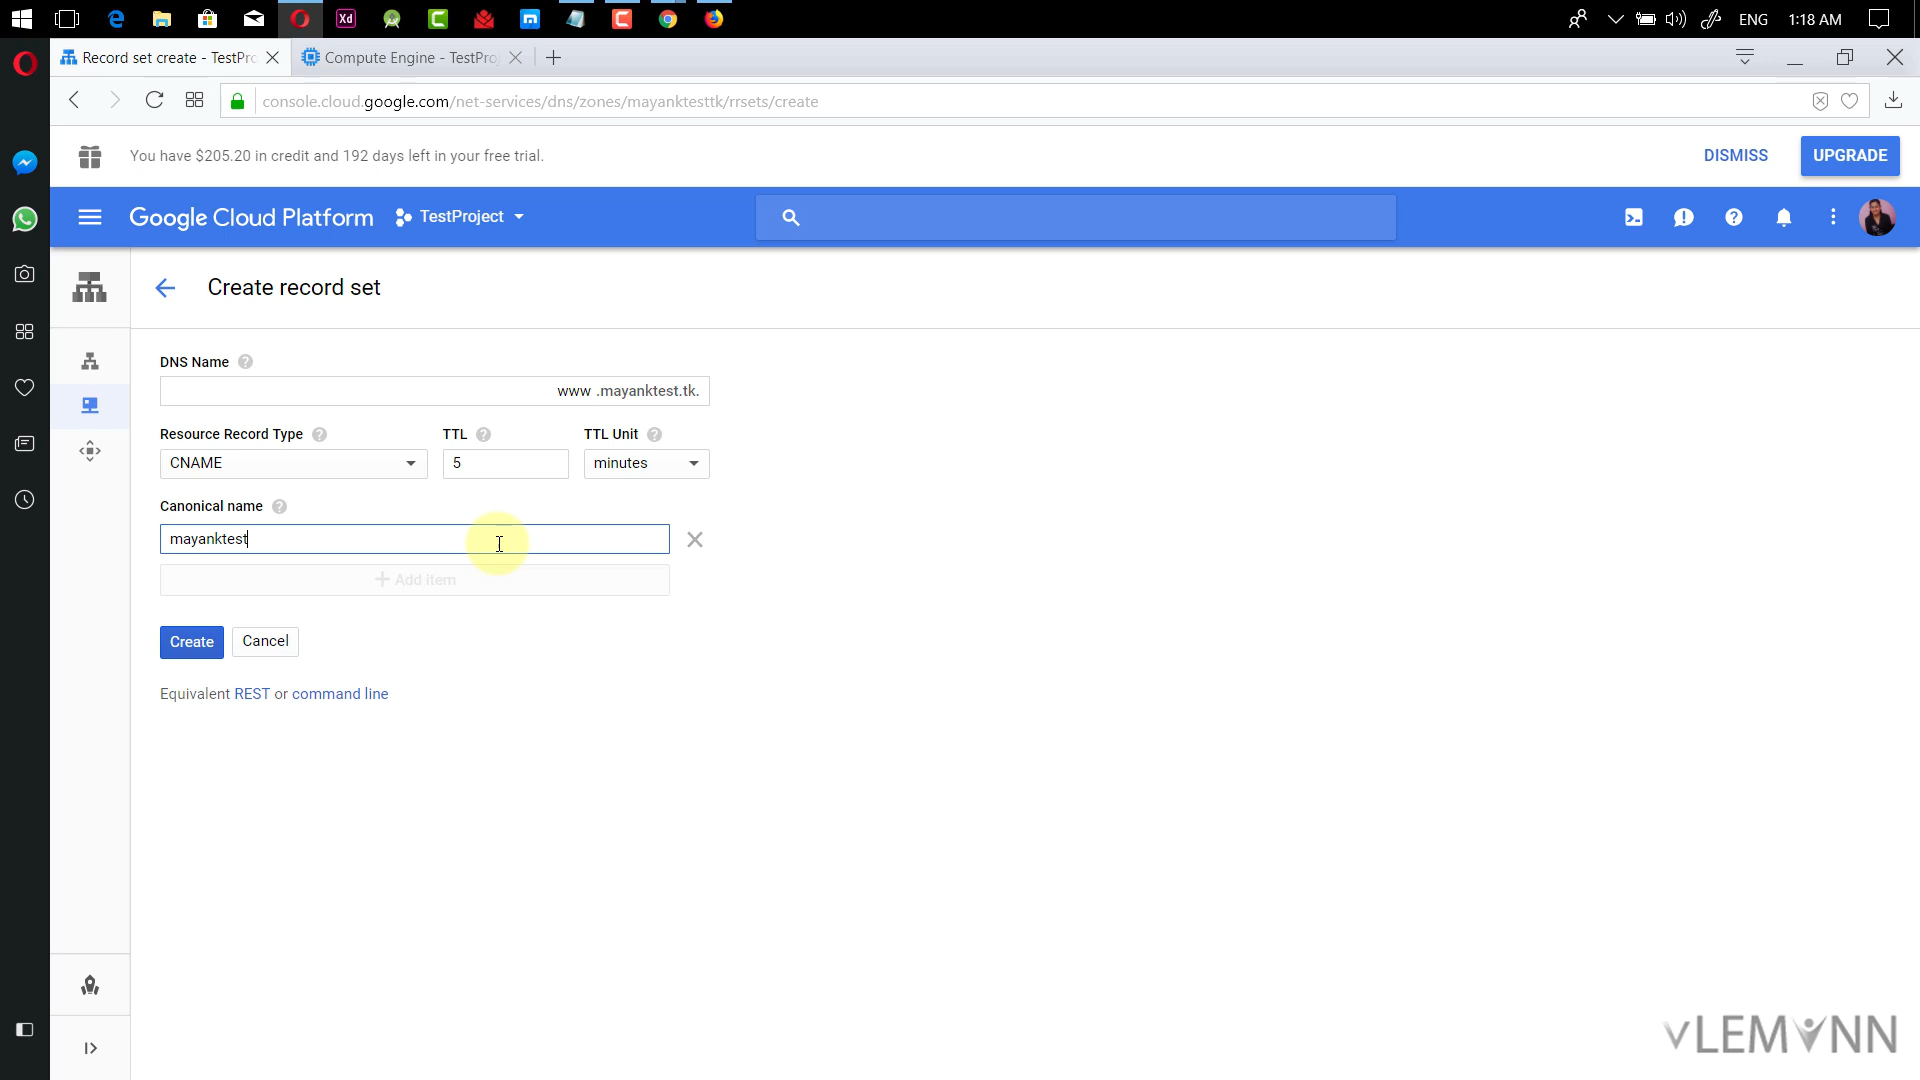 Xd
ENG
1:18 AM
Record set create - TestPro
Compute Engine - TestProj
console.cloud.google.com/net-services/dns/zones/mayanktesttk/rrsets/create
You have $205.20 in credit and 192 days left in your free trial.
DISMISS
UPGRADE
Google Cloud Platform
TestProject
Create record set
DNS Name
www .mayanktest.tk.
Resource Record Type
TTL
TTL Unit
CNAME
5
minutes
Canonical name
mayanktest
+ Add item
Create
Cancel
Equivalent REST or command line
vLEMYNN